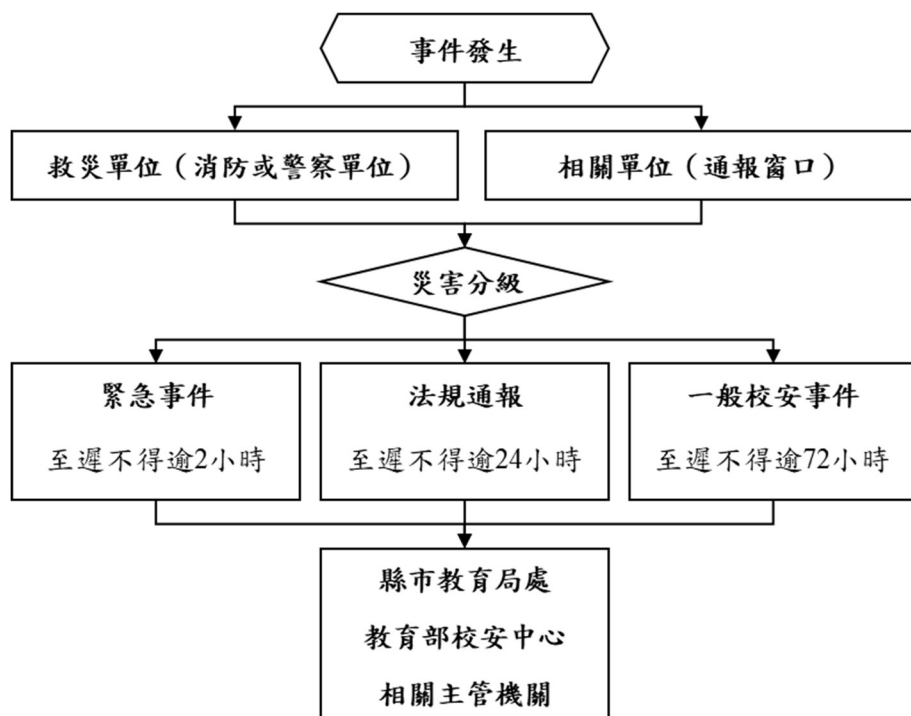 事件發生
救災單位（消防或警察單位）
相關單位（通報窗口）
災害分級
緊急事件
至遲不得逾2小時
法規通報
至遲不得逾24小時
一般校安事件
至遲不得逾72小時
縣市教育局處
教育部校安中心
相關主管機關